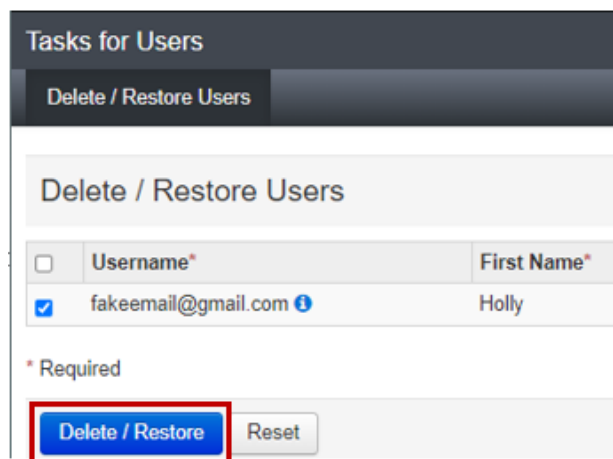 Tasks for Users
Delete / Restore Users
Delete / Restore Users
Username* First Name*
fakeemail@gmail.com Holly
* Required
Delete / Restore Reset